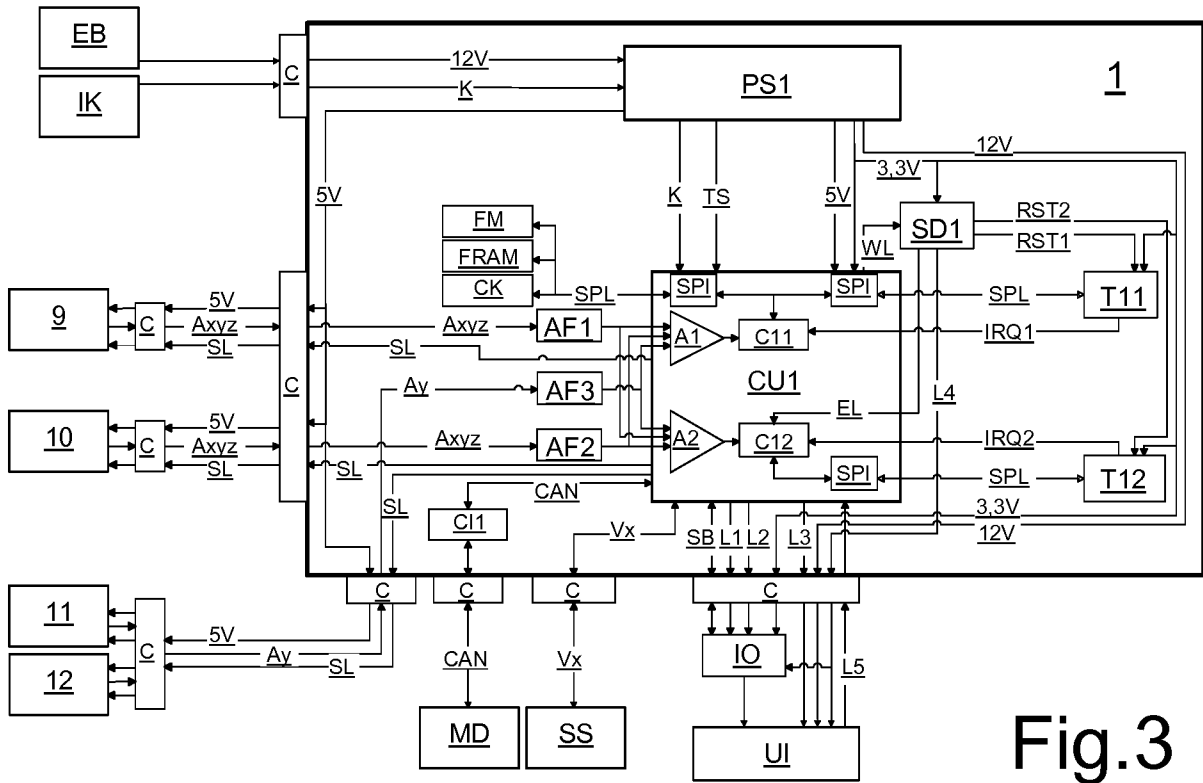 EB
IK
C
12V
K
PS1
1
5V
K
TS
5V
3,3V
12V
FM
FRAM
CK
SPL
SPI
SPI
WL
SD1
RST2
RST1
SPL
T11
9
5V
Axyz
SL
C
C
Axyz
AF1
SL
A1
C11
IRQ1
CU1
Ay
AF3
EL
L4
10
5V
Axyz
SL
C
Axyz
AF2
SL
A2
C12
IRQ2
SPI
SPL
T12
CAN
SL
CI1
Vx
SB
L1
L2
L3
3,3V
12V
C
C
C
C
11
12
C
5V
Ay
SL
CAN
Vx
IO
L5
MD
SS
UI
Fig.3